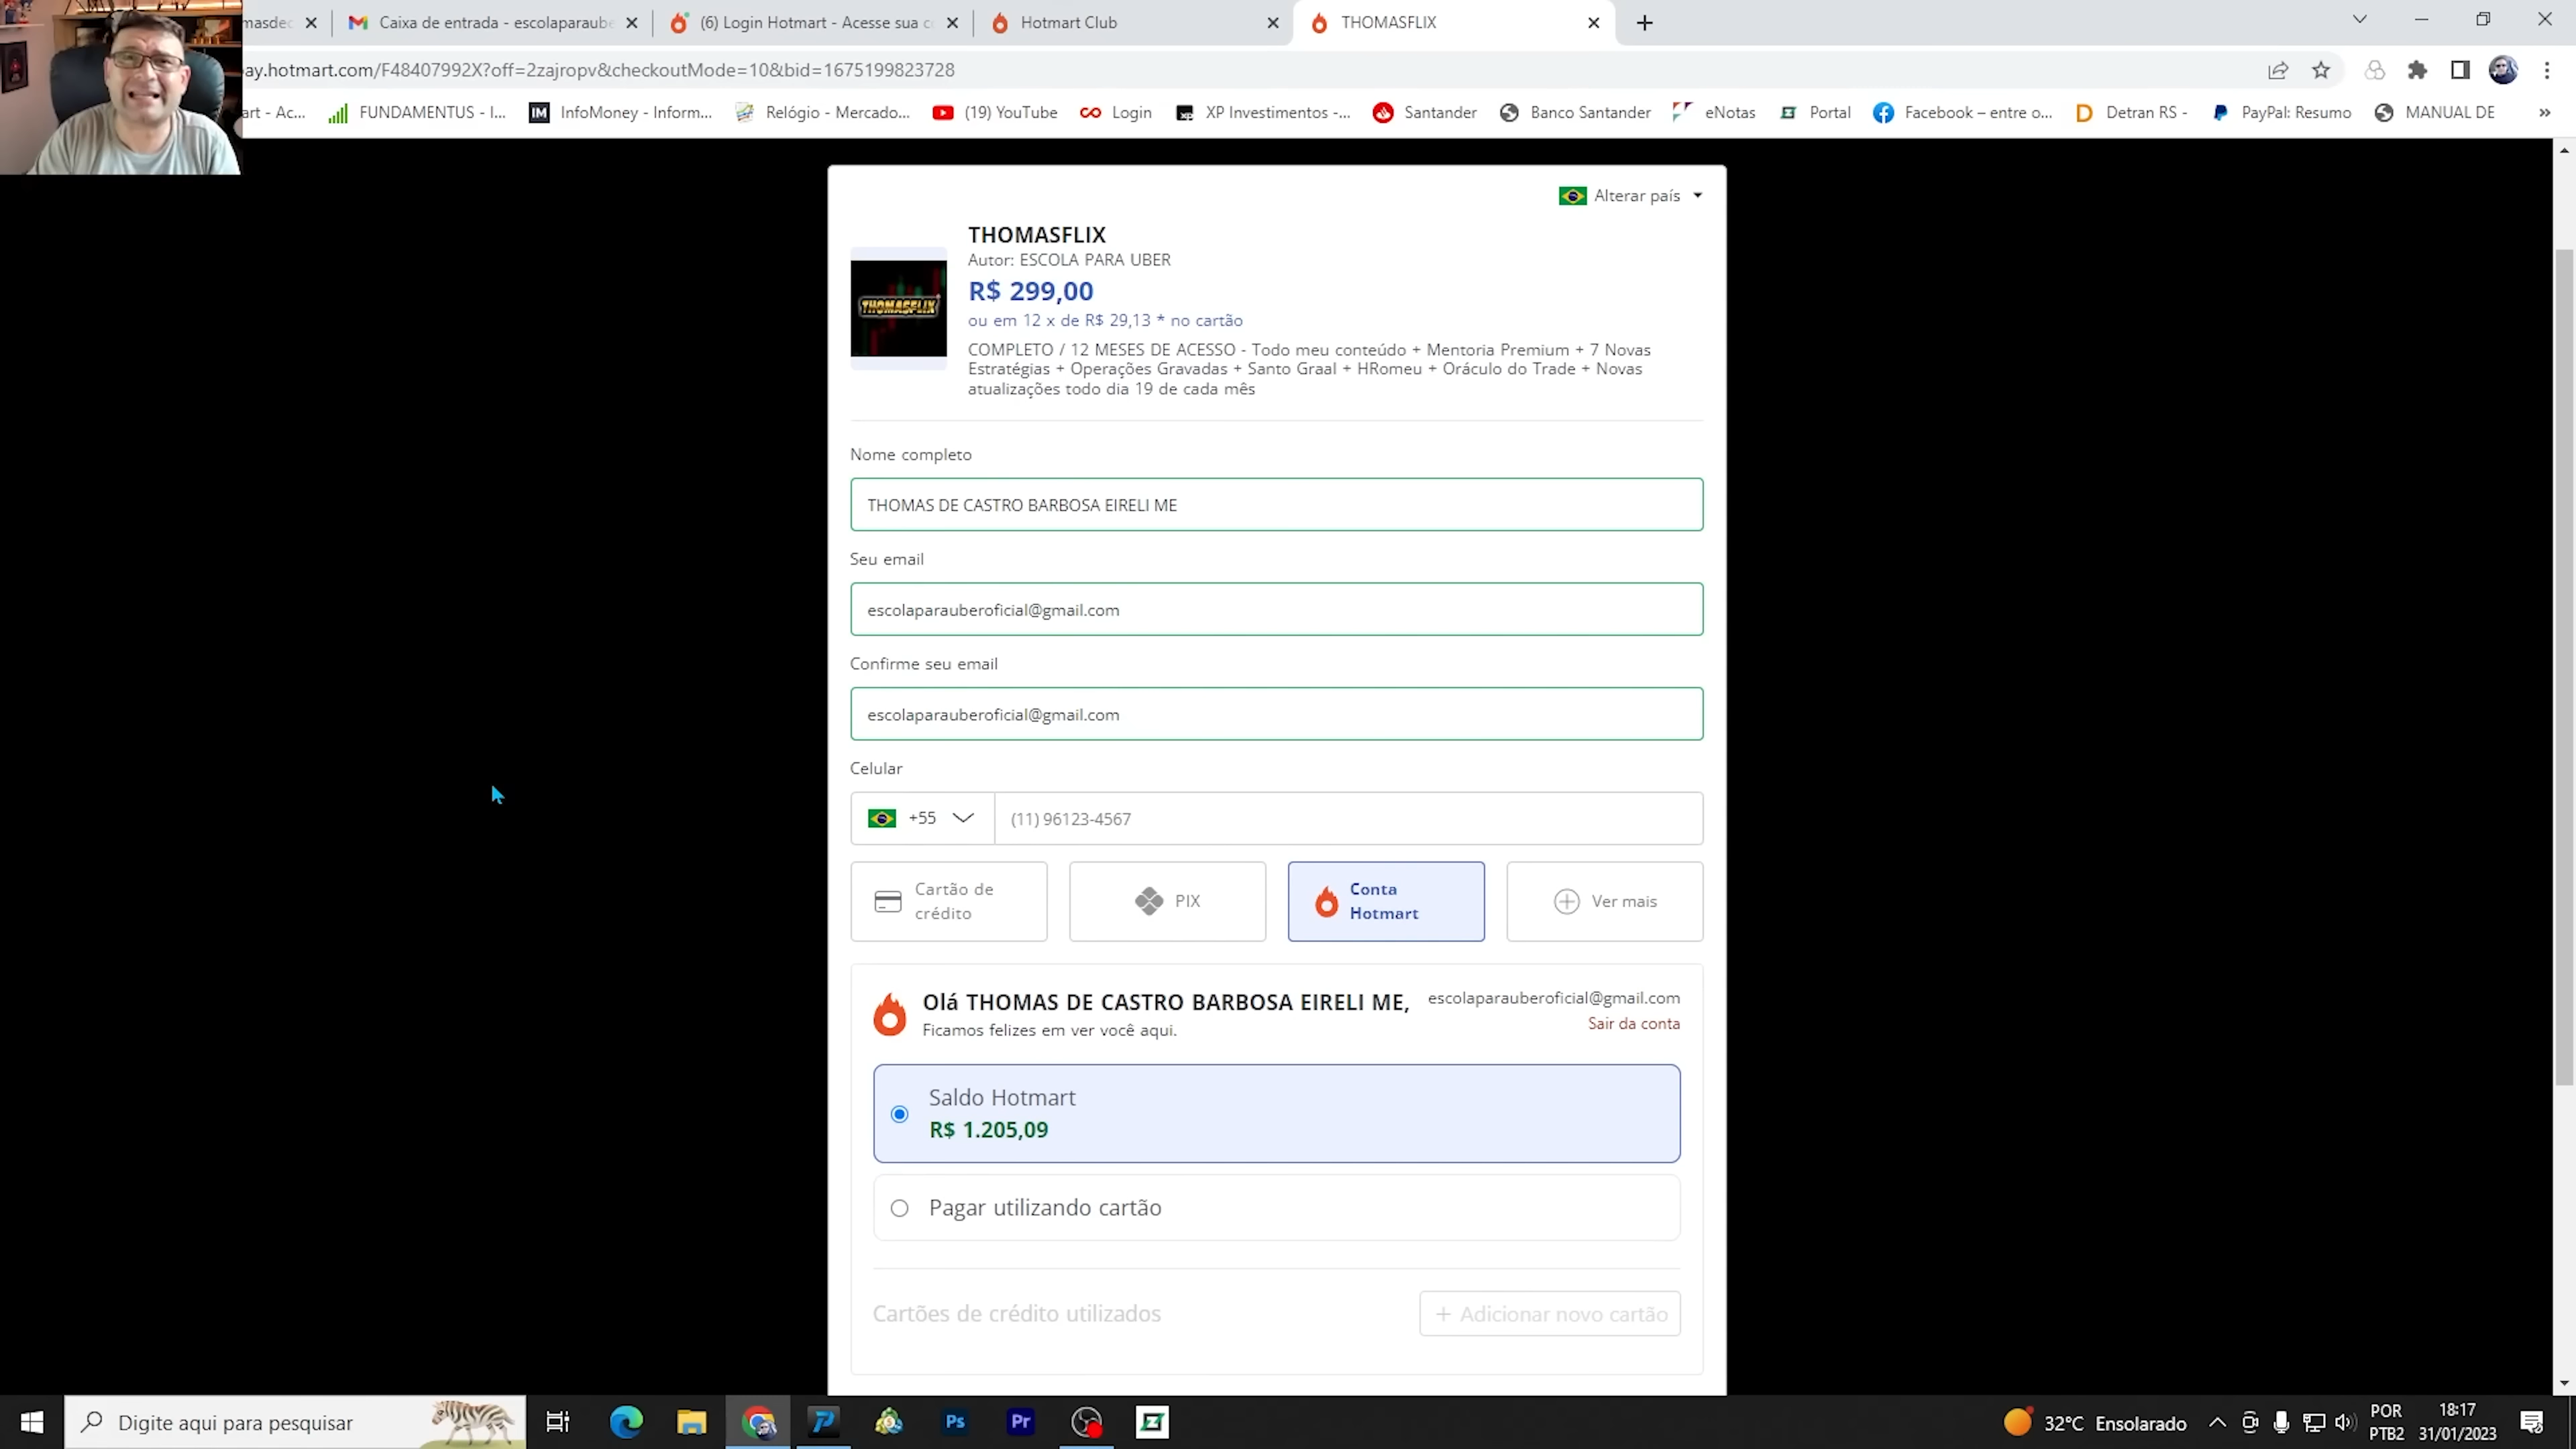 Caixa de entrada - escolaparaube
(6) Login Hotmart - Acesse sua c
Hotmart Club
THOMASFLIX
ay.hotmart.com/F48407992X?off=2zajropv&checkoutMode=10&bid=1675199823728
art - Ac...
FUNDAMENTUS - I...
IM
InfoMoney - Inform...
Relógio - Mercado...
(19) YouTube
Login
XP Investimentos -...
Santander
Banco Santander
eNotas
Portal
Facebook – entre o...
Detran RS -
PayPal: Resumo
MANUAL DE
»
Alterar país
THOMASFLIX
THOMASFLIX
Autor: ESCOLA PARA UBER
R$ 299,00
ou em 12 x de R$ 29,13 * no cartão
COMPLETO / 12 MESES DE ACESSO - Todo meu conteúdo + Mentoria Premium + 7 Novas
Estratégias + Operações Gravadas + Santo Graal + HRomeu + Oráculo do Trade + Novas
atualizações todo dia 19 de cada mês
Nome completo
THOMAS DE CASTRO BARBOSA EIRELI ME
Seu email
escolaparauberoficial@gmail.com
Confirme seu email
escolaparauberoficial@gmail.com
Celular
+55
(11) 96123-4567
Cartão de
crédito
PIX
Conta
Hotmart
Ver mais
Olá THOMAS DE CASTRO BARBOSA EIRELI ME,
escolaparauberoficial@gmail.com
Ficamos felizes em ver você aqui.
Sair da conta
Saldo Hotmart
R$ 1.205,09
Pagar utilizando cartão
Cartões de crédito utilizados
+ Adicionar novo cartão
Digite aqui para pesquisar
Ps
Pr
32°C Ensolarado
POR
PTB2
18:17
31/01/2023